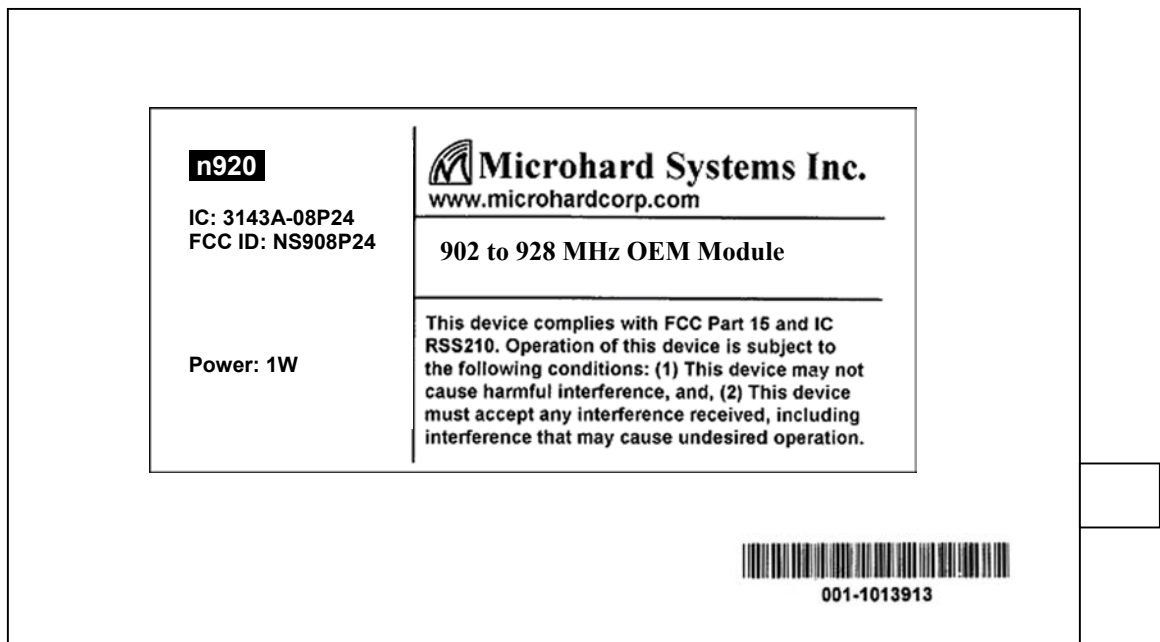 n920
IC: 3143A-08P24
FCC ID: NS908P24
Power: 1W
Microhard Systems Inc.
www.microhardcorp.com
902 to 928 MHz OEM Module
This device complies with FCC Part 15 and IC
RSS210. Operation of this device is subject to
the following conditions: (1) This device may not
cause harmful interference, and, (2) This device
must accept any interference received, including
interference that may cause undesired operation.
001-1013913